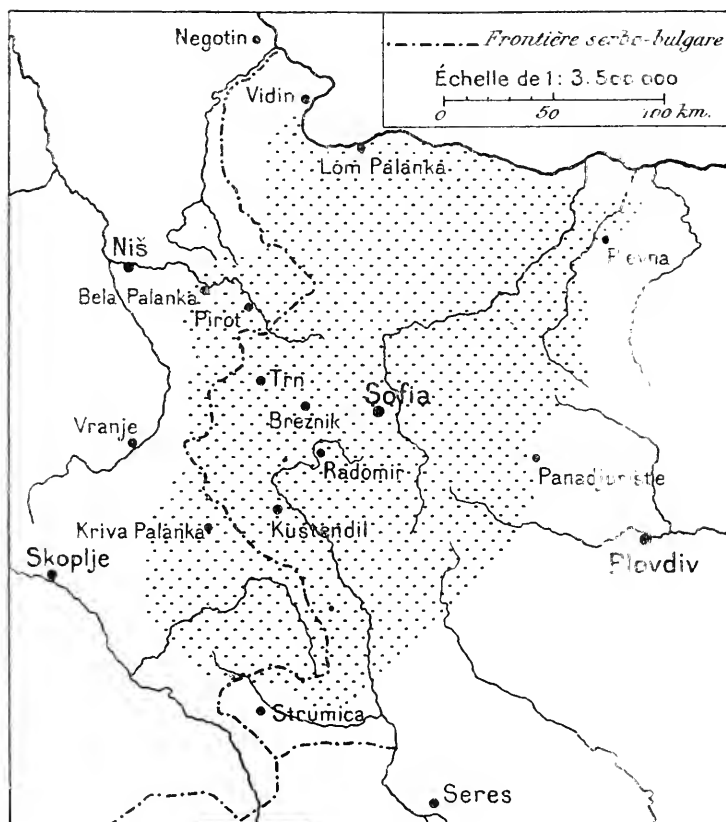 Negotin
Frontière serbo-bulgare
Échelle de 1: 3.500 000
0 50 100 km.
Vidin
Lom Palanka
Niš
Plevna
Bela Palanka
Pirot
Trn
Sofia
Breznik
Vranje
Radomir
Panadjurište
Kriva Palanka
Kustendil
Skoplje
Plovdiv
Strumica
Seres